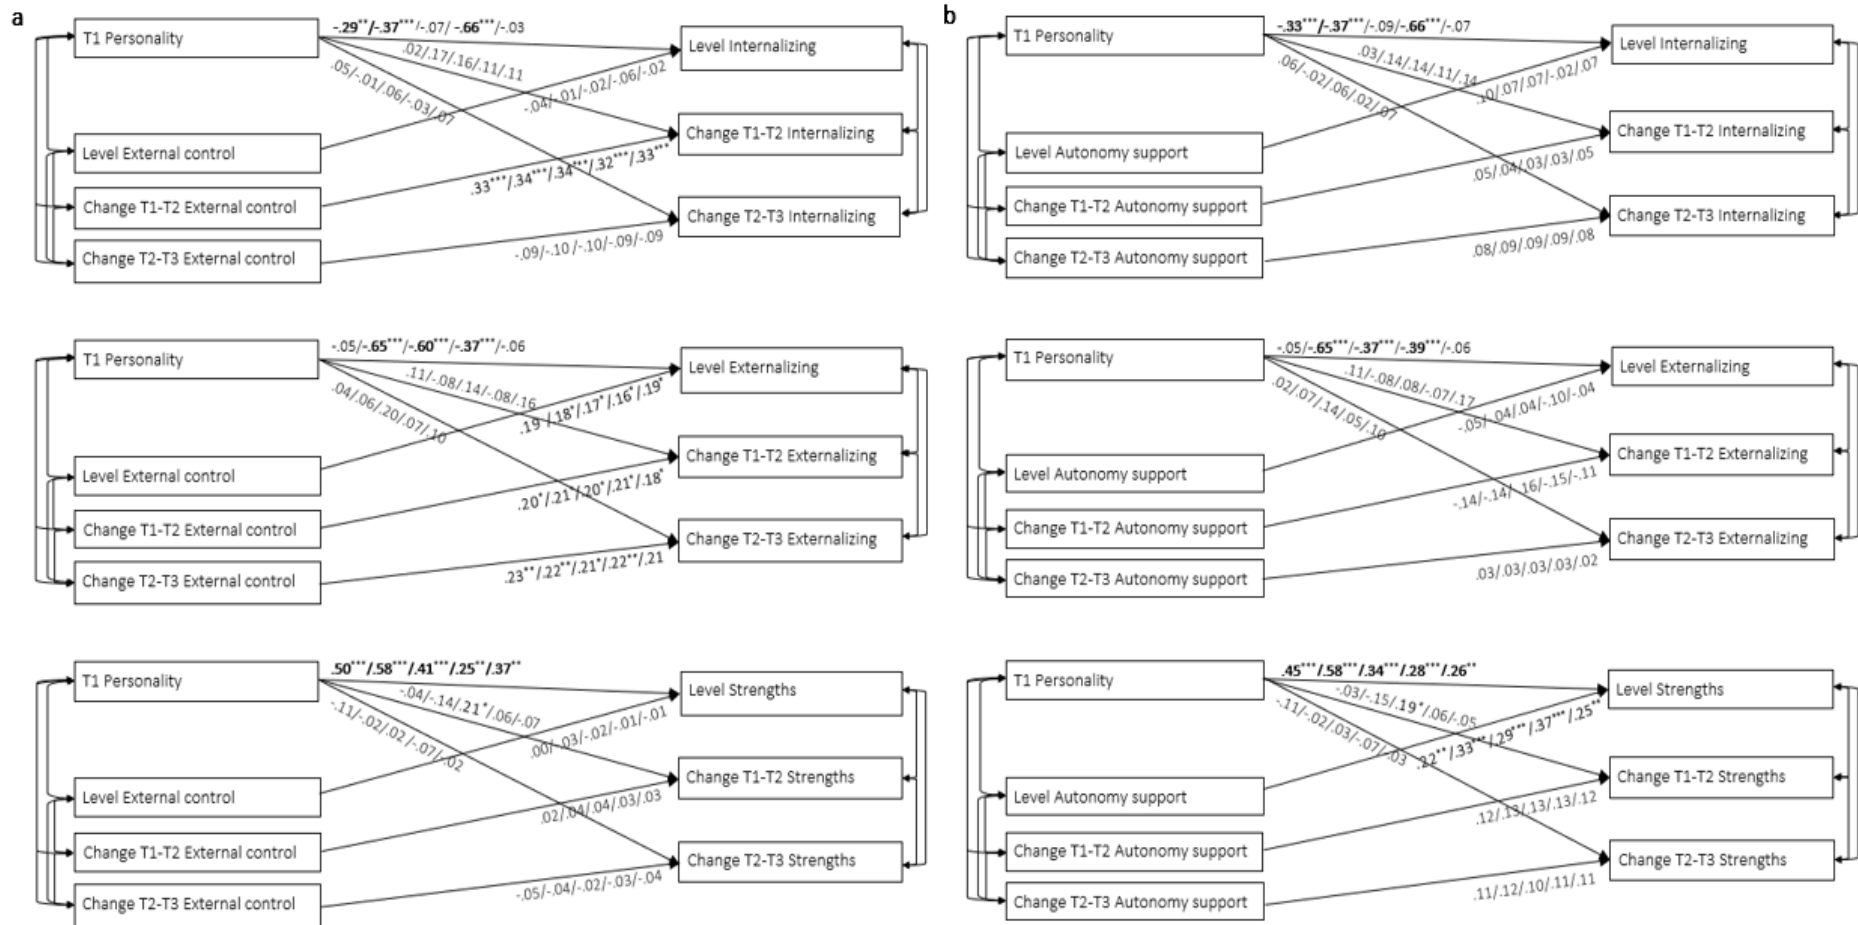 a
T1 Personality
-.29**/-.37***/-.07/ -.66***/-.03
Level Internalizing
.02/.17/.16/.11/.11
.05/-.01/.06/-.03/.07
-.04/-.01/-.02/-.06/-.02
Level External control
Change T1-T2 Internalizing
.33***/.34***/.34***/.32***/.33***
Change T1-T2 External control
Change T2-T3 Internalizing
Change T2-T3 External control
-.09/-.10/-.10/-.09/-.09
T1 Personality
-.05/-.65***/-.60***/-.37***/-.06
Level Externalizing
.11/-.08/.14/-.08/.16
.04/.06/.20/.07/.10
.19 /.18*/.17*/.16*/.19*
Level External control
Change T1-T2 Externalizing
.20*/.21*/.20*/.21*/.18*
Change T1-T2 External control
Change T2-T3 Externalizing
Change T2-T3 External control
.23**/.22**/.21*/.22**/.21
T1 Personality
.50***/.58***/.41***/.25**/.37**
Level Strengths
-.04/-.14/.21*/.06/-.07
-.11/-.02/.02/-.07/-.02
.00/-.03/-.02/-.01/-.01
Level External control
Change T1-T2 Strengths
.02/.04/.04/.03/.03
Change T1-T2 External control
Change T2-T3 Strengths
Change T2-T3 External control
-.05/-.04/-.02/-.03/-.04
b
T1 Personality
-.33***/-.37***/-.09/-.66***/-.07
Level Internalizing
.03/.14/.14/.11/.14
.06/-.02/.06/.02/.07
.10/.07/.07/-.02/.07
Level Autonomy support
Change T1-T2 Internalizing
.05/.04/.03/.03/.05
Change T1-T2 Autonomy support
Change T2-T3 Internalizing
Change T2-T3 Autonomy support
.08/.09/.09/.09/.08
T1 Personality
-.05/-.65***/-.37***/-.39***/-.06
Level Externalizing
.11/-.08/.08/-.07/.17
.02/.07/.14/.05/.10
-.05/-.04/.04/-.10/-.04
Level Autonomy support
Change T1-T2 Externalizing
-.14/-.14/-.16/-.15/-.11
Change T1-T2 Autonomy support
Change T2-T3 Externalizing
Change T2-T3 Autonomy support
.03/.03/.03/.03/.02
T1 Personality
.45***/.58***/.34***/.28***/.26**
Level Strengths
-.03/-.15/.19*/.06/-.05
-.11/-.02/.03/-.07/-.03
.22**/.33***/.29***/.37***/.25**
Level Autonomy support
Change T1-T2 Strengths
.12/.13/.13/.13/.12
Change T1-T2 Autonomy support
Change T2-T3 Strengths
Change T2-T3 Autonomy support
.11/.12/.10/.11/.11